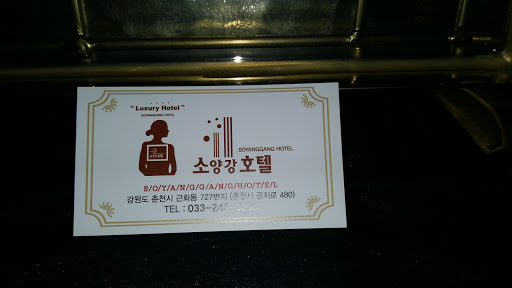 " Luxury Hotel "
SOYANGGANG HOTEL
SOYANGGANG HOTEL
소양강호텔
S/O/Y/A/N/G/G/A/N/G/H/O/T/E/L
강원도 춘천시 근화동 727번지 (춘천시 공지로 480)
TEL : 033-242-